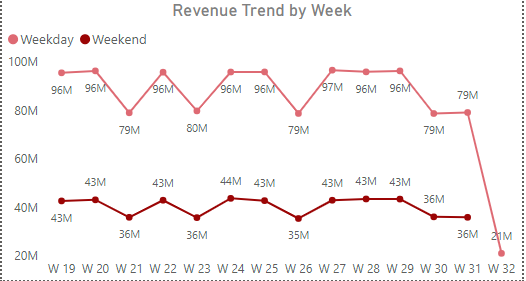 Revenue Trend by Week
Weekday Weekend
100M
80M
60M
40M
20M
96M 96M 79M 96M 80M 96M 96M 79M 97M 96M 96M 79M 79M 21M
43M 43M 36M 43M 36M 44M 43M 35M 43M 43M 43M 36M 36M
W 19 W 20 W 21 W 22 W 23 W 24 W 25 W 26 W 27 W 28 W 29 W 30 W 31 W 32